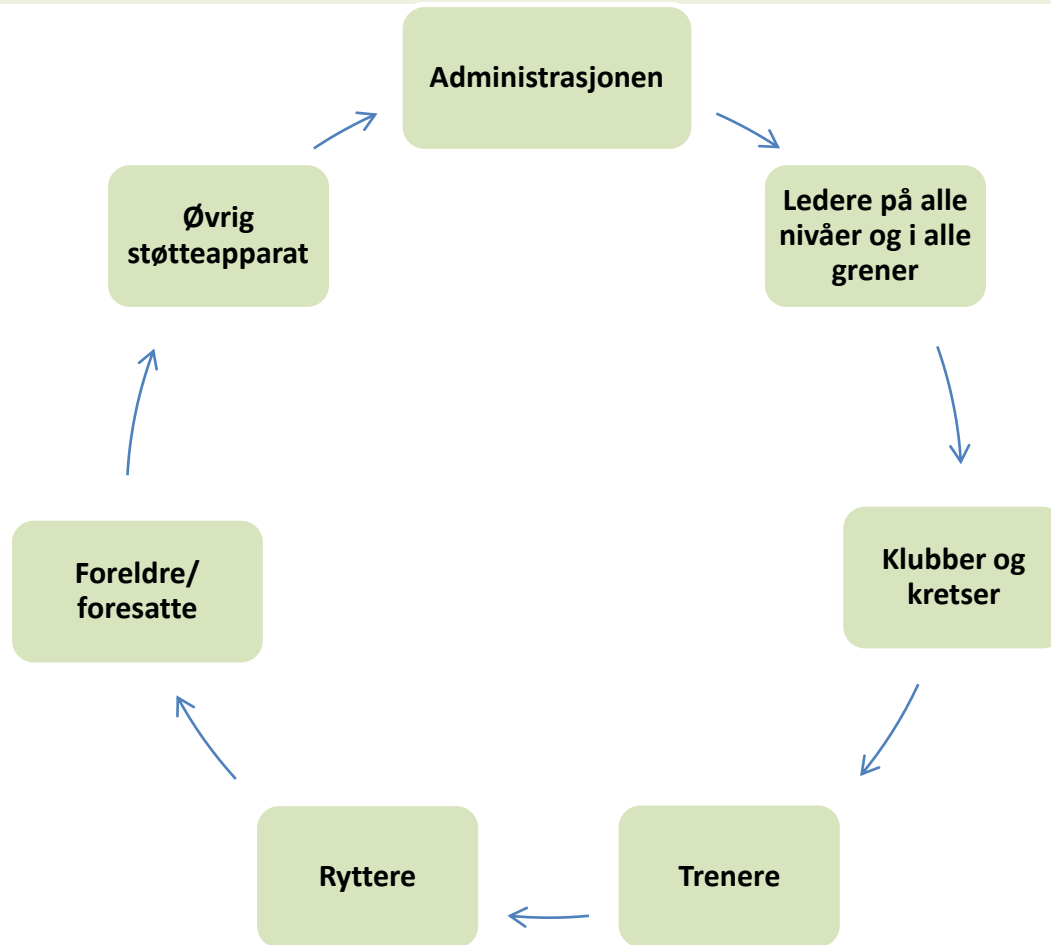 Administrasjonen
Ledere på alle
nivåer og i alle
grener
Klubber og
kretser
Trenere
Ryttere
Foreldre/
foresatte
Øvrig
støtteapparat